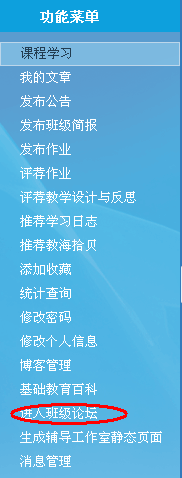 功能菜单
课程学习
我的文章
发布公告
发布班级简报
发布作业
评荐作业
评荐教学设计与反思
推荐学习日志
推荐教海拾贝
添加收藏
统计查询
修改密码
修改个人信息
博客管理
基础教育百科
进入班级论坛
生成辅导工作室静态页面
消息管理